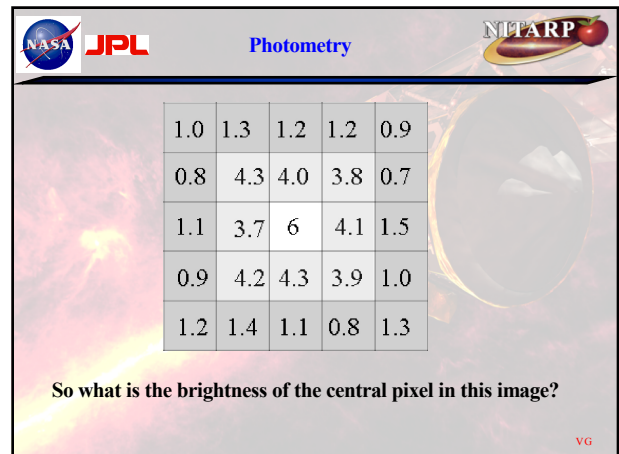 NASA JPL Photometry NITARP
1.0 1.3 1.2 1.2 0.9
0.8 4.3 4.0 3.8 0.7
1.1 3.7 6 4.1 1.5
0.9 4.2 4.3 3.9 1.0
1.2 1.4 1.1 0.8 1.3
So what is the brightness of the central pixel in this image?
VG